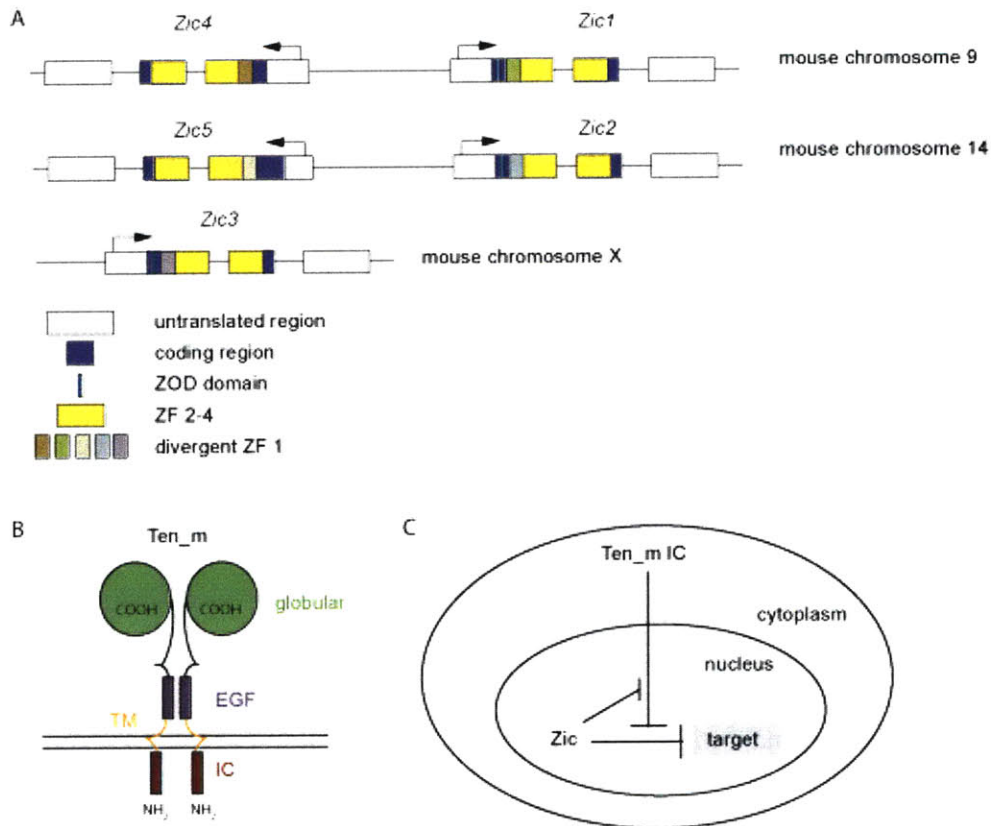 A
Zic4 Zic1
mouse chromosome 9
Zic5 Zic2
mouse chromosome 14
Zic3
mouse chromosome X
untranslated region
coding region
ZOD domain
ZF 2-4
divergent ZF 1
B
Ten_m
COOH COOH
globular
EGF
TM
IC
NH2 NH2
C
Ten_m IC
cytoplasm
nucleus
Zic
target